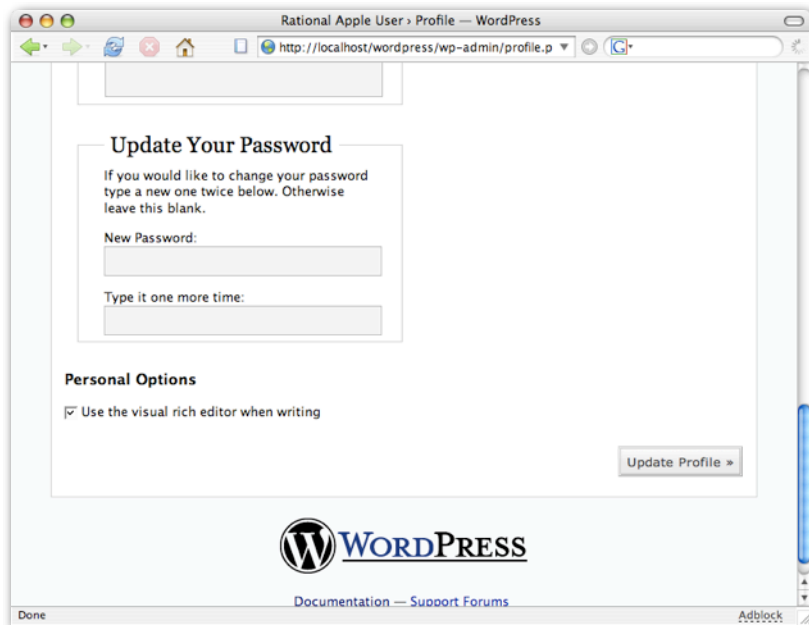 Rational Apple User › Profile — WordPress
http://localhost/wordpress/wp-admin/profile.p
G
Update Your Password
If you would like to change your password
type a new one twice below. Otherwise
leave this blank.
New Password:
Type it one more time:
Personal Options
Use the visual rich editor when writing
Update Profile »
W WORDPRESS
Documentation — Support Forums
Done
Adblock